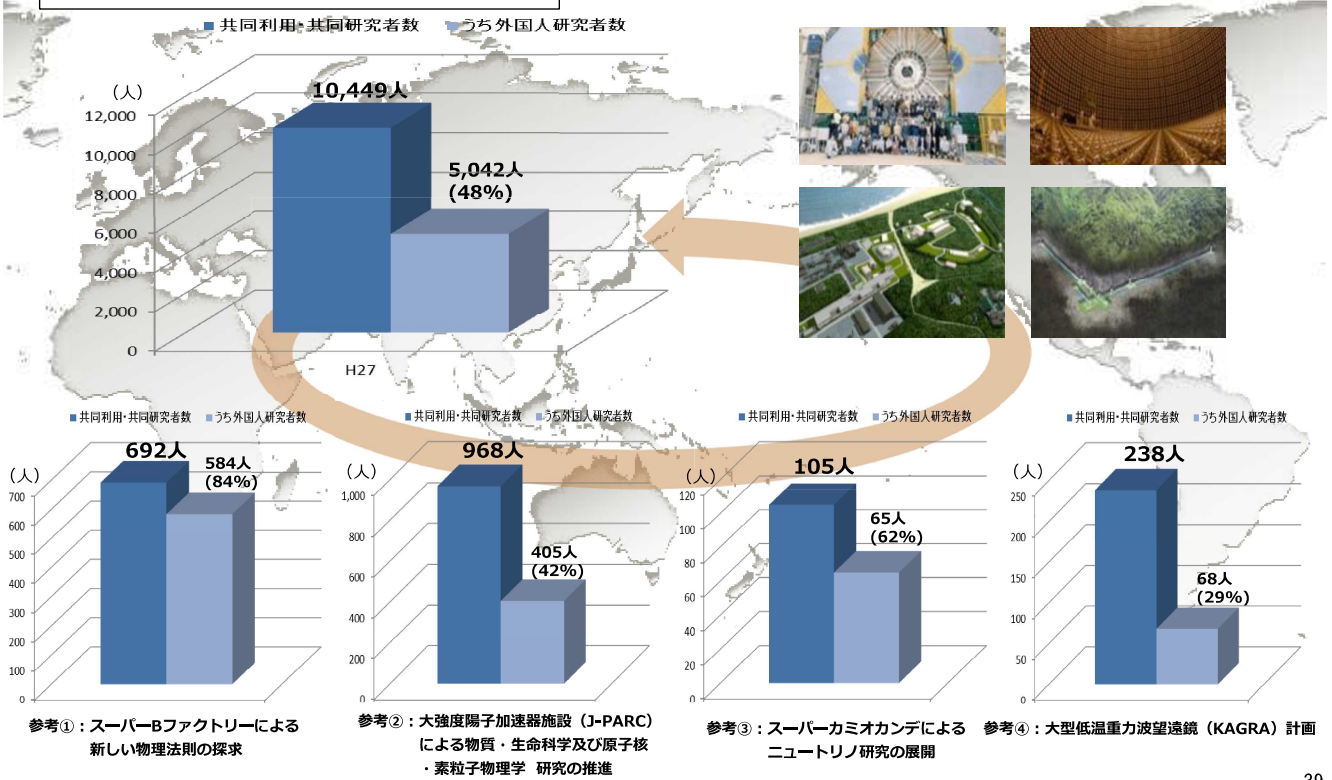 共同利用・共同研究者数 うち外国人研究者数
（人）
10,449人
5,042人
(48%)
12,000
10,000
8,000
6,000
4,000
2,000
0
H27
共同利用・共同研究者数 うち外国人研究者数
692人
584人
(84%)
（人）
700
600
500
400
300
200
100
0
参考①：スーパーBファクトリーによる
新しい物理法則の探求
共同利用・共同研究者数 うち外国人研究者数
968人
405人
(42%)
（人）
1,000
800
600
400
200
0
参考②：大強度陽子加速器施設（J-PARC）
による物質・生命科学及び原子核
・素粒子物理学 研究の推進
共同利用・共同研究者数 うち外国人研究者数
105人
65人
(62%)
（人）
120
100
80
60
40
20
0
参考③：スーパーカミオカンデによる
ニュートリノ研究の展開
共同利用・共同研究者数 うち外国人研究者数
238人
68人
(29%)
（人）
250
200
150
100
50
0
参考④：大型低温重力波望遠鏡（KAGRA）計画